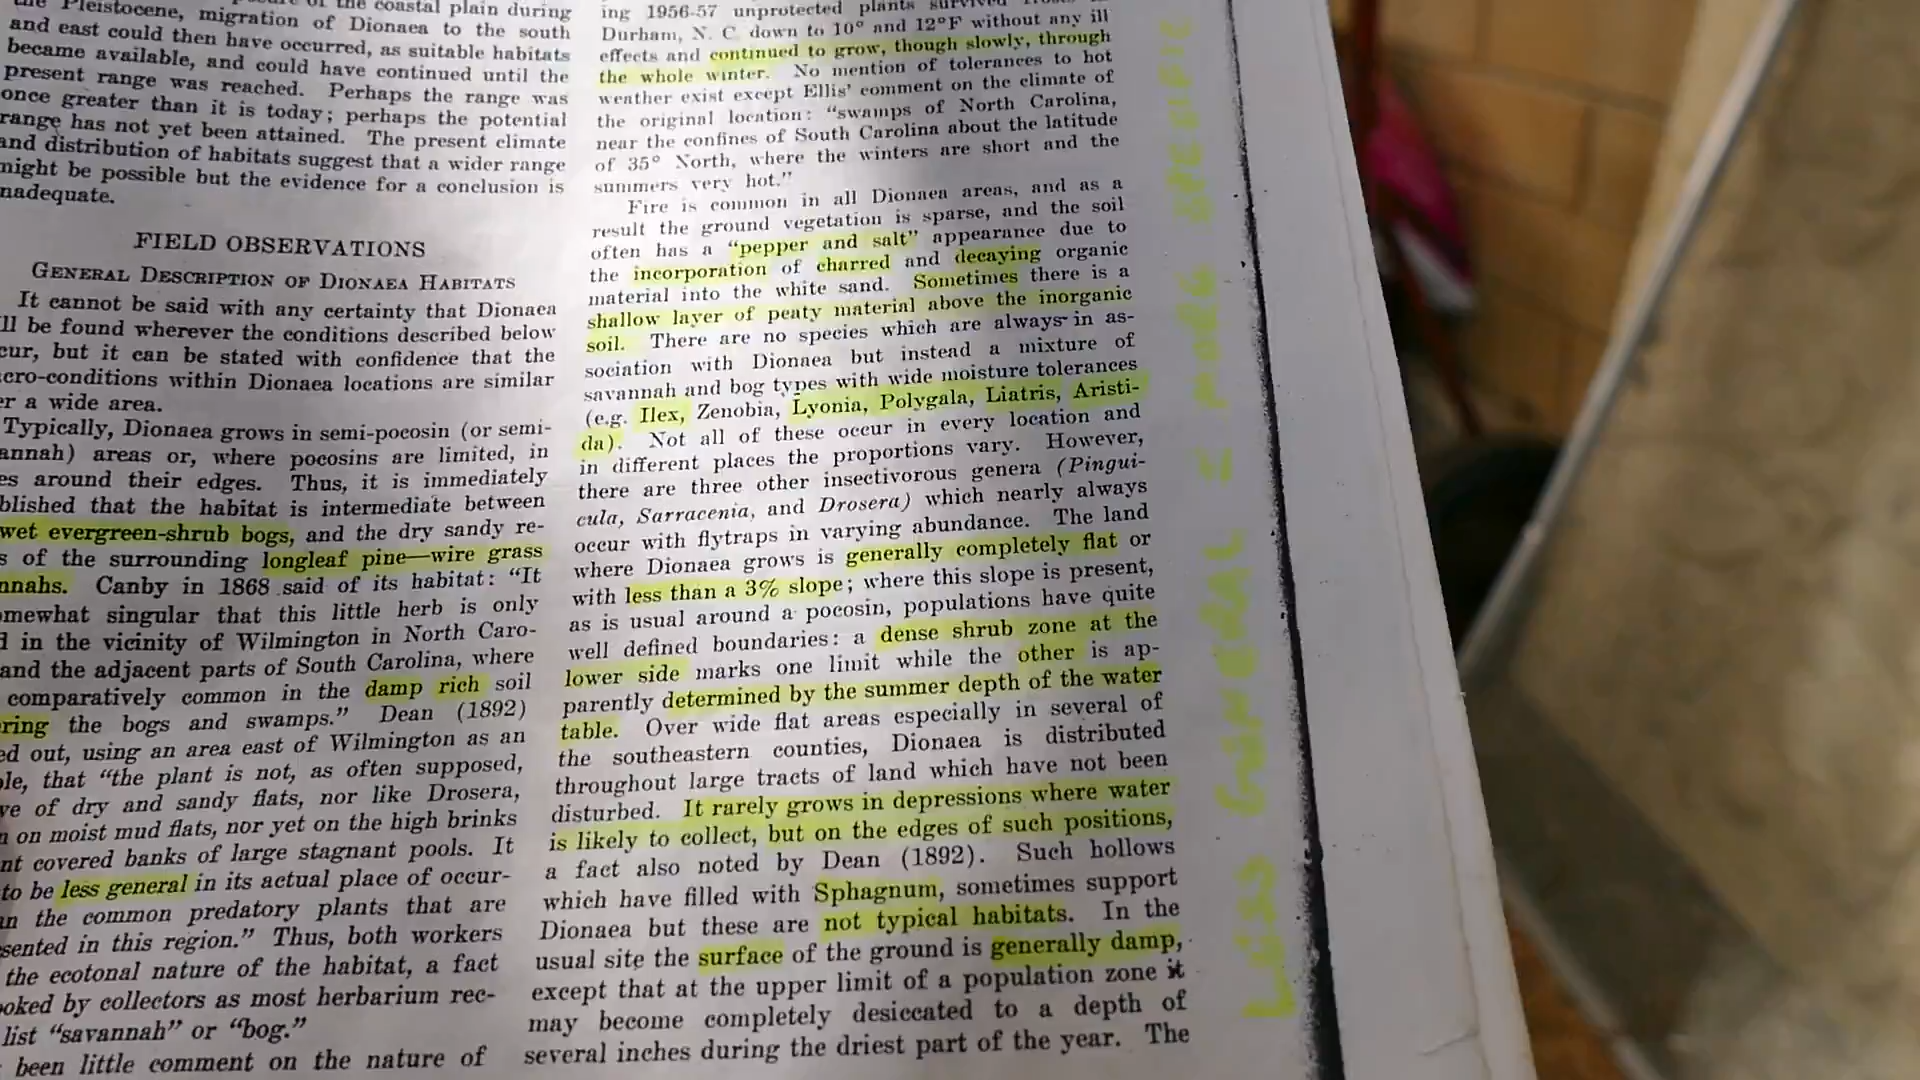 the Pleistocene, migration of Dionaea to the south
and east could then have occurred, as suitable habitats
became available, and could have continued until the
present range was reached. Perhaps the range was
once greater than it is today; perhaps the potential
range has not yet been attained. The present climate
and distribution of habitats suggest that a wider range
might be possible but the evidence for a conclusion is
nadequate.
FIELD OBSERVATIONS
GENERAL DESCRIPTION OF DIONAEA HABITATS
It cannot be said with any certainty that Dionaea
ll be found wherever the conditions described below
cur, but it can be stated with confidence that the
cro-conditions within Dionaea locations are similar
er a wide area.
Typically, Dionaea grows in semi-pocosin (or semi-
annah) areas or, where pocosins are limited, in
es around their edges. Thus, it is immediately
blished that the habitat is intermediate between
wet evergreen-shrub bogs, and the dry sandy re-
s of the surrounding longleaf pine—wire grass
nnahs. Canby in 1868 said of its habitat: “It
mewhat singular that this little herb is only
d in the vicinity of Wilmington in North Caro-
and the adjacent parts of South Carolina, where
comparatively common in the damp rich soil
ring the bogs and swamps.” Dean (1892)
ed out, using an area east of Wilmington as an
ple, that “the plant is not, as often supposed,
ve of dry and sandy flats, nor like Drosera,
n on moist mud flats, nor yet on the high brinks
nt covered banks of large stagnant pools. It
to be less general in its actual place of occur-
an the common predatory plants that are
sented in this region.” Thus, both workers
the ecotonal nature of the habitat, a fact
ooked by collectors as most herbarium rec-
list “savannah” or “bog.”
been little comment on the nature of
ing 1956-57 unprotected plants survived
Durham, N. C. down to 10° and 12°F without any ill
effects and continued to grow, though slowly, through
the whole winter. No mention of tolerances to hot
weather exist except Ellis’ comment on the climate of
the original location: “swamps of North Carolina,
near the confines of South Carolina about the latitude
of 35° North, where the winters are short and the
summers very hot.”
Fire is common in all Dionaea areas, and as a
result the ground vegetation is sparse, and the soil
often has a “pepper and salt” appearance due to
the incorporation of charred and decaying organic
material into the white sand. Sometimes there is a
shallow layer of peaty material above the inorganic
soil. There are no species which are always in as-
sociation with Dionaea but instead a mixture of
savannah and bog types with wide moisture tolerances
(e.g. Ilex, Zenobia, Lyonia, Polygala, Liatris, Aristi-
da). Not all of these occur in every location and
in different places the proportions vary. However,
there are three other insectivorous genera (Pingui-
cula, Sarracenia, and Drosera) which nearly always
occur with flytraps in varying abundance. The land
where Dionaea grows is generally completely flat or
with less than a 3% slope; where this slope is present,
as is usual around a pocosin, populations have quite
well defined boundaries: a dense shrub zone at the
lower side marks one limit while the other is ap-
parently determined by the summer depth of the water
table. Over wide flat areas especially in several of
the southeastern counties, Dionaea is distributed
throughout large tracts of land which have not been
disturbed. It rarely grows in depressions where water
is likely to collect, but on the edges of such positions,
a fact also noted by Dean (1892). Such hollows
which have filled with Sphagnum, sometimes support
Dionaea but these are not typical habitats. In the
usual site the surface of the ground is generally damp,
except that at the upper limit of a population zone it
may become completely desiccated to a depth of
several inches during the driest part of the year. The
LESS GENERAL = MORE SPECIFIC